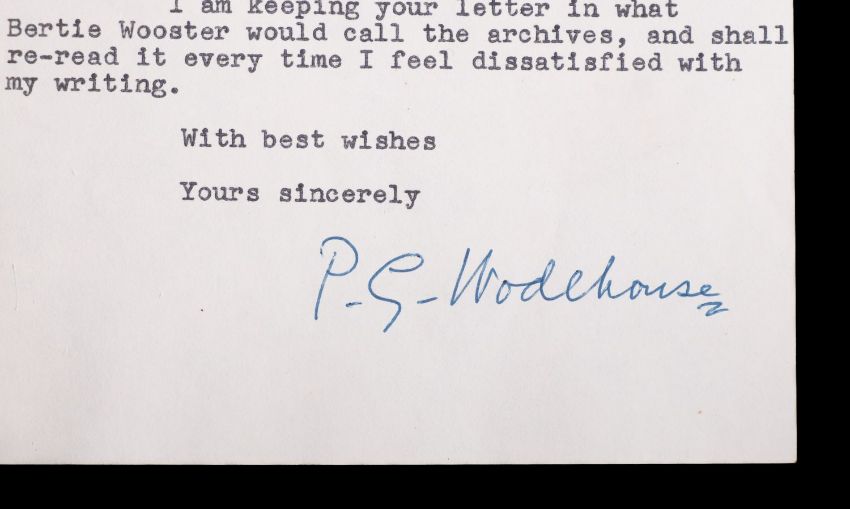 I am keeping your letter in what
Bertie Wooster would call the archives, and shall
re-read it every time I feel dissatisfied with
my writing.
With best wishes
Yours sincerely
P. G. Wodehouse